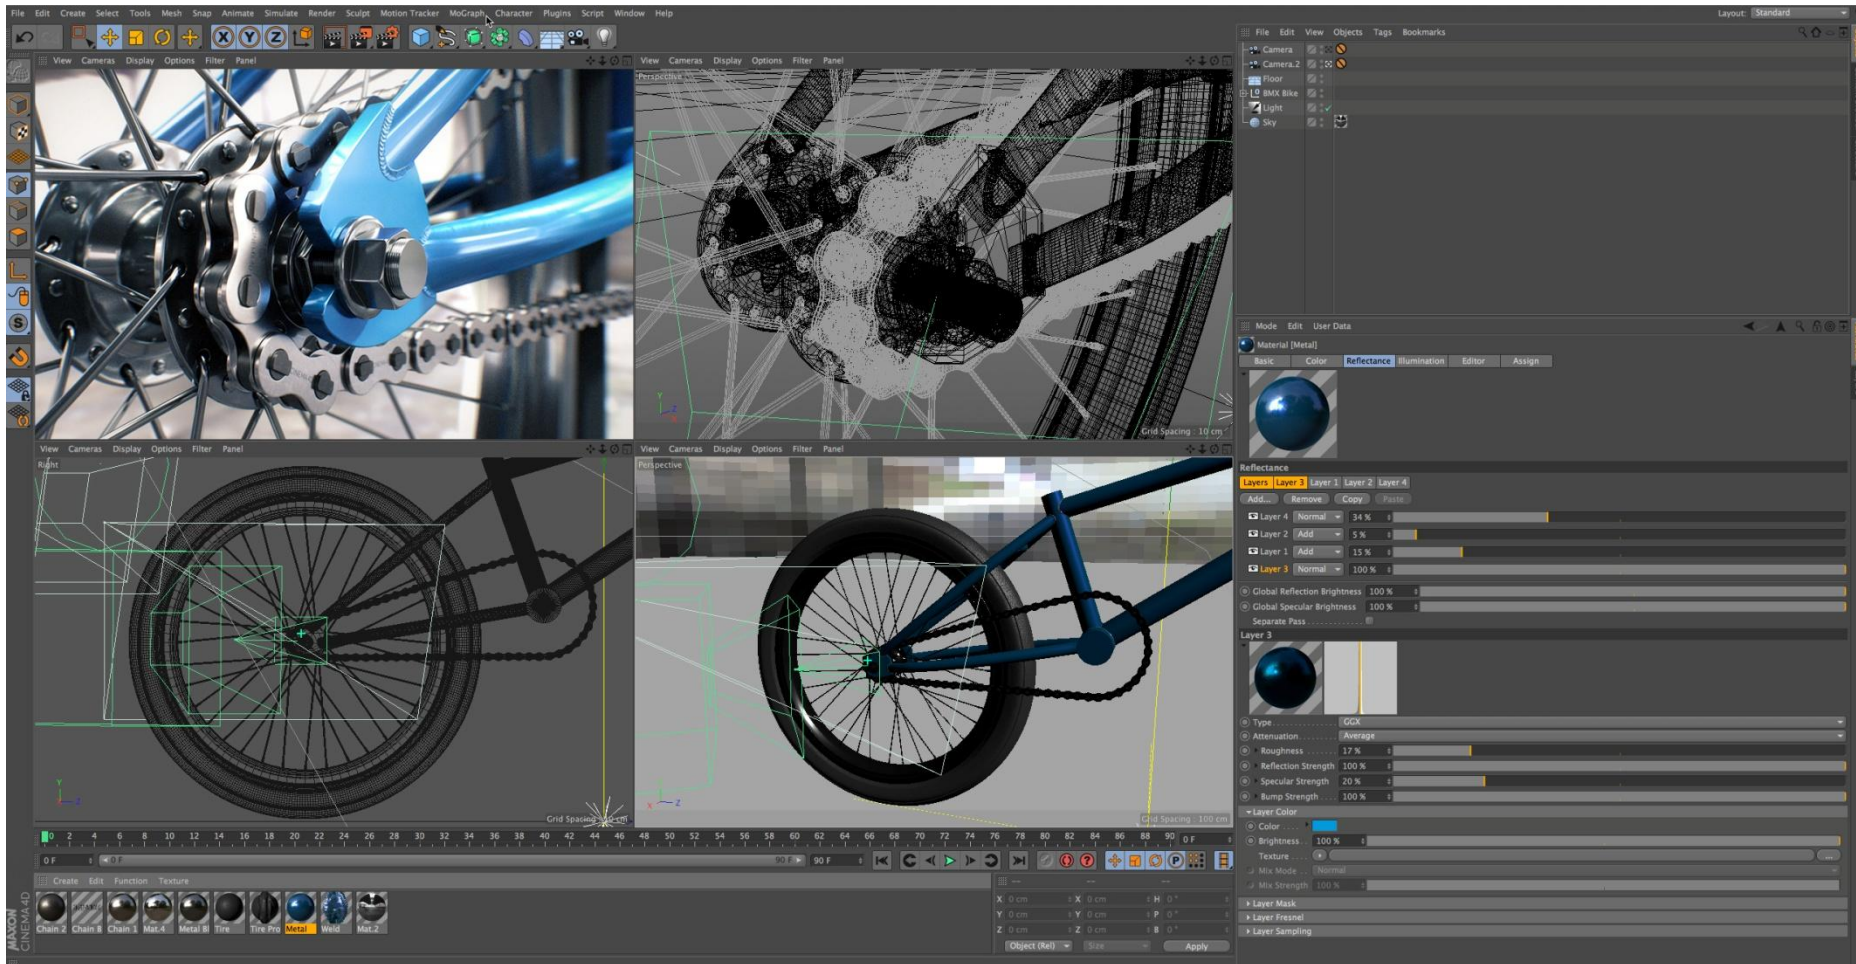 File Edit Create Select Tools Mesh Snap Animate Simulate Render Sculpt Motion Tracker MoGraph Character Plugins Script Window Help Layout: Standard
File Edit View Objects Tags Bookmarks
Camera
Camera.2
Floor
BMX Bike
Light
Sky
View Cameras Display Options Filter Panel
View Cameras Display Options Filter Panel
Perspective
Grid Spacing : 10 cm
Mode Edit User Data
Material [Metal]
Basic Color Reflectance Illumination Editor Assign
Reflectance
Layers Layer 3 Layer 1 Layer 2 Layer 4
Add... Remove Copy Paste
Layer 4 Normal 34 %
Layer 2 Add 5 %
Layer 1 Add 15 %
Layer 3 Normal 100 %
Global Reflection Brightness 100 %
Global Specular Brightness 100 %
Separate Pass
Layer 3
Type GGX
Attenuation Average
Roughness 17 %
Reflection Strength 100 %
Specular Strength 20 %
Bump Strength 100 %
Layer Color
Color
Brightness 100 %
Texture ...
Mix Mode Normal
Mix Strength 100 %
Layer Mask
Layer Fresnel
Layer Sampling
View Cameras Display Options Filter Panel
Right
Y
Z
View Cameras Display Options Filter Panel
Perspective
Y
X Z
Grid Spacing : 100 cm
0 2 4 6 8 10 12 14 16 18 20 22 24 26 28 30 32 34 36 38 40 42 44 46 48 50 52 54 56 58 60 62 64 66 68 70 72 74 76 78 80 82 84 86 88 90 0 F
0 F 0 F 90 F 90 F
Create Edit Function Texture
Chain 2 Chain B Chain 1 Mat.4 Metal Bl Tire Tire Pro Metal Weld Mat.2
X 0 cm X 0 cm H 0 °
Y 0 cm Y 0 cm P 0 °
Z 0 cm Z 0 cm B 0 °
Object (Rel) Size Apply
MAXON
CINEMA 4D